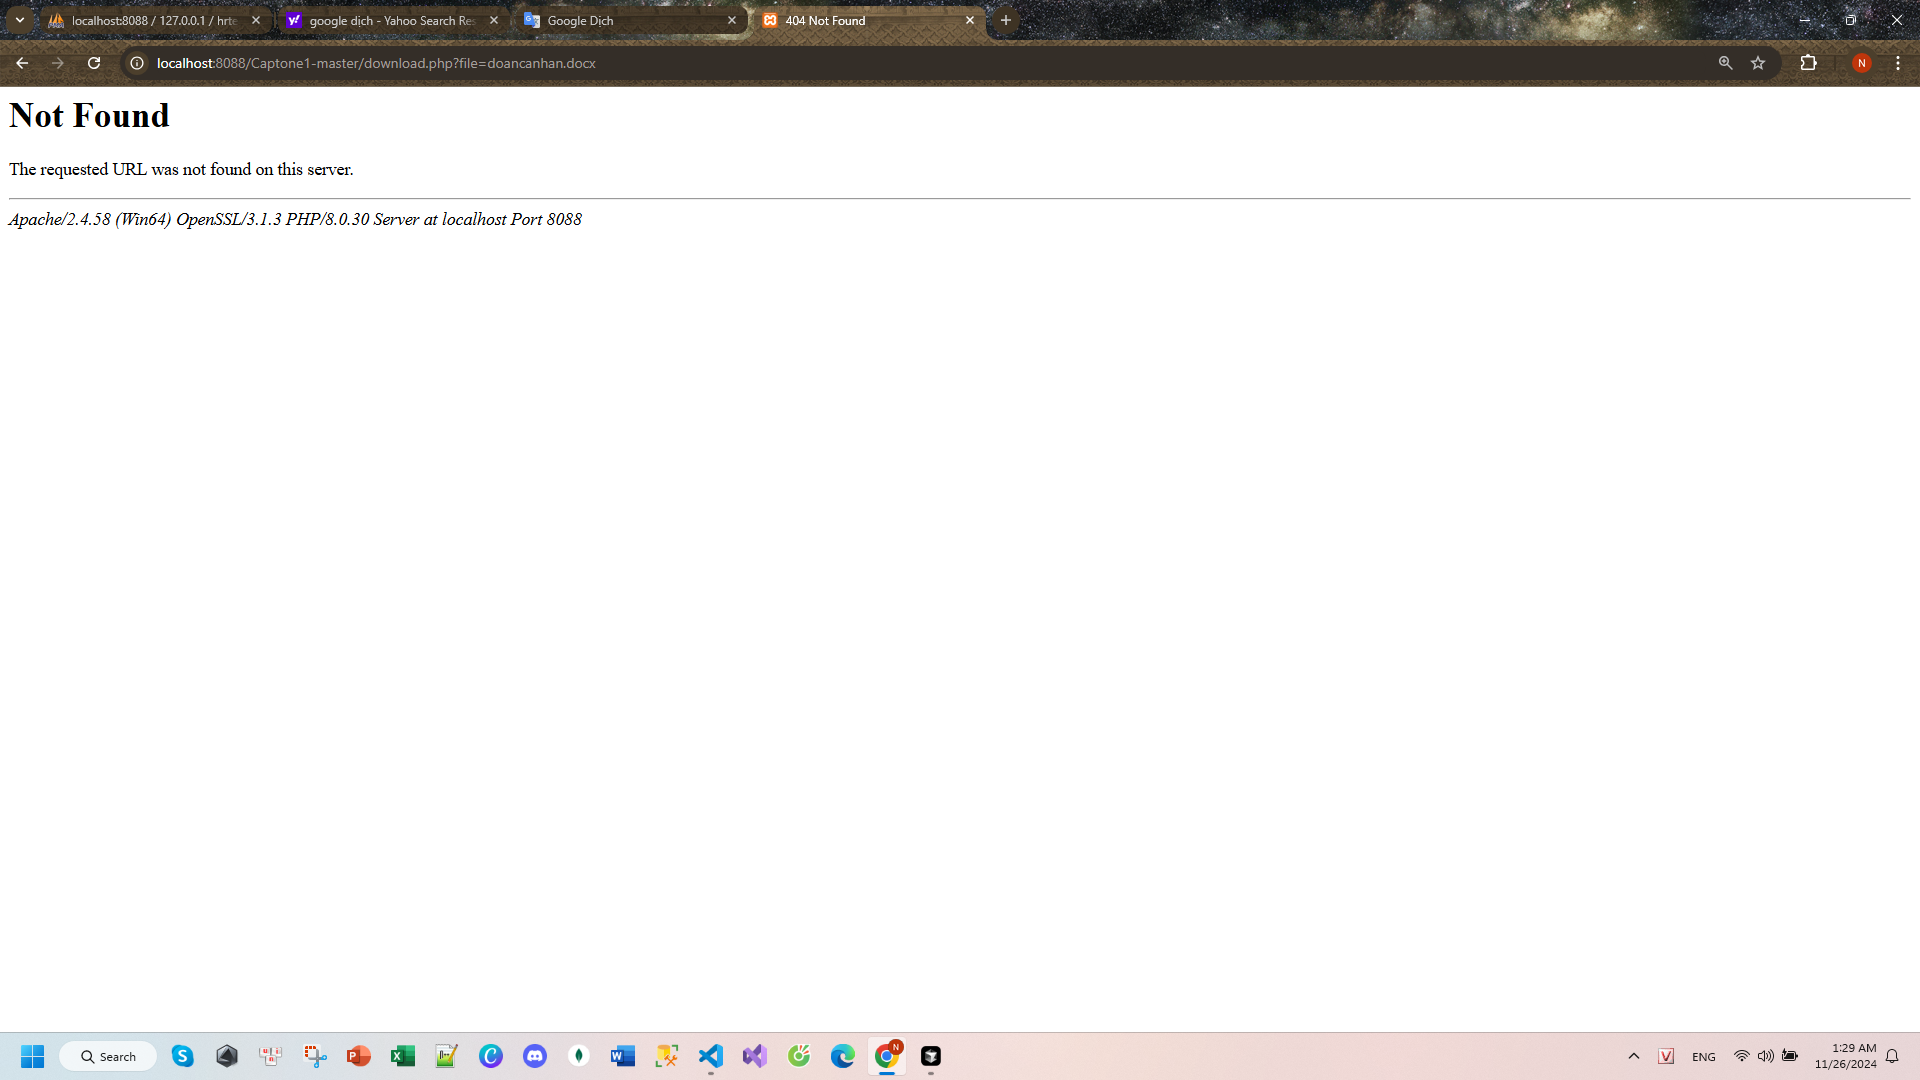 localhost:8088 / 127.0.0.1 / hrte
google dịch - Yahoo Search Res
Google Dịch
404 Not Found
localhost:8088/Captone1-master/download.php?file=doancanhan.docx
N
Not Found
The requested URL was not found on this server.
Apache/2.4.58 (Win64) OpenSSL/3.1.3 PHP/8.0.30 Server at localhost Port 8088
Search
N
V
ENG
1:29 AM
11/26/2024